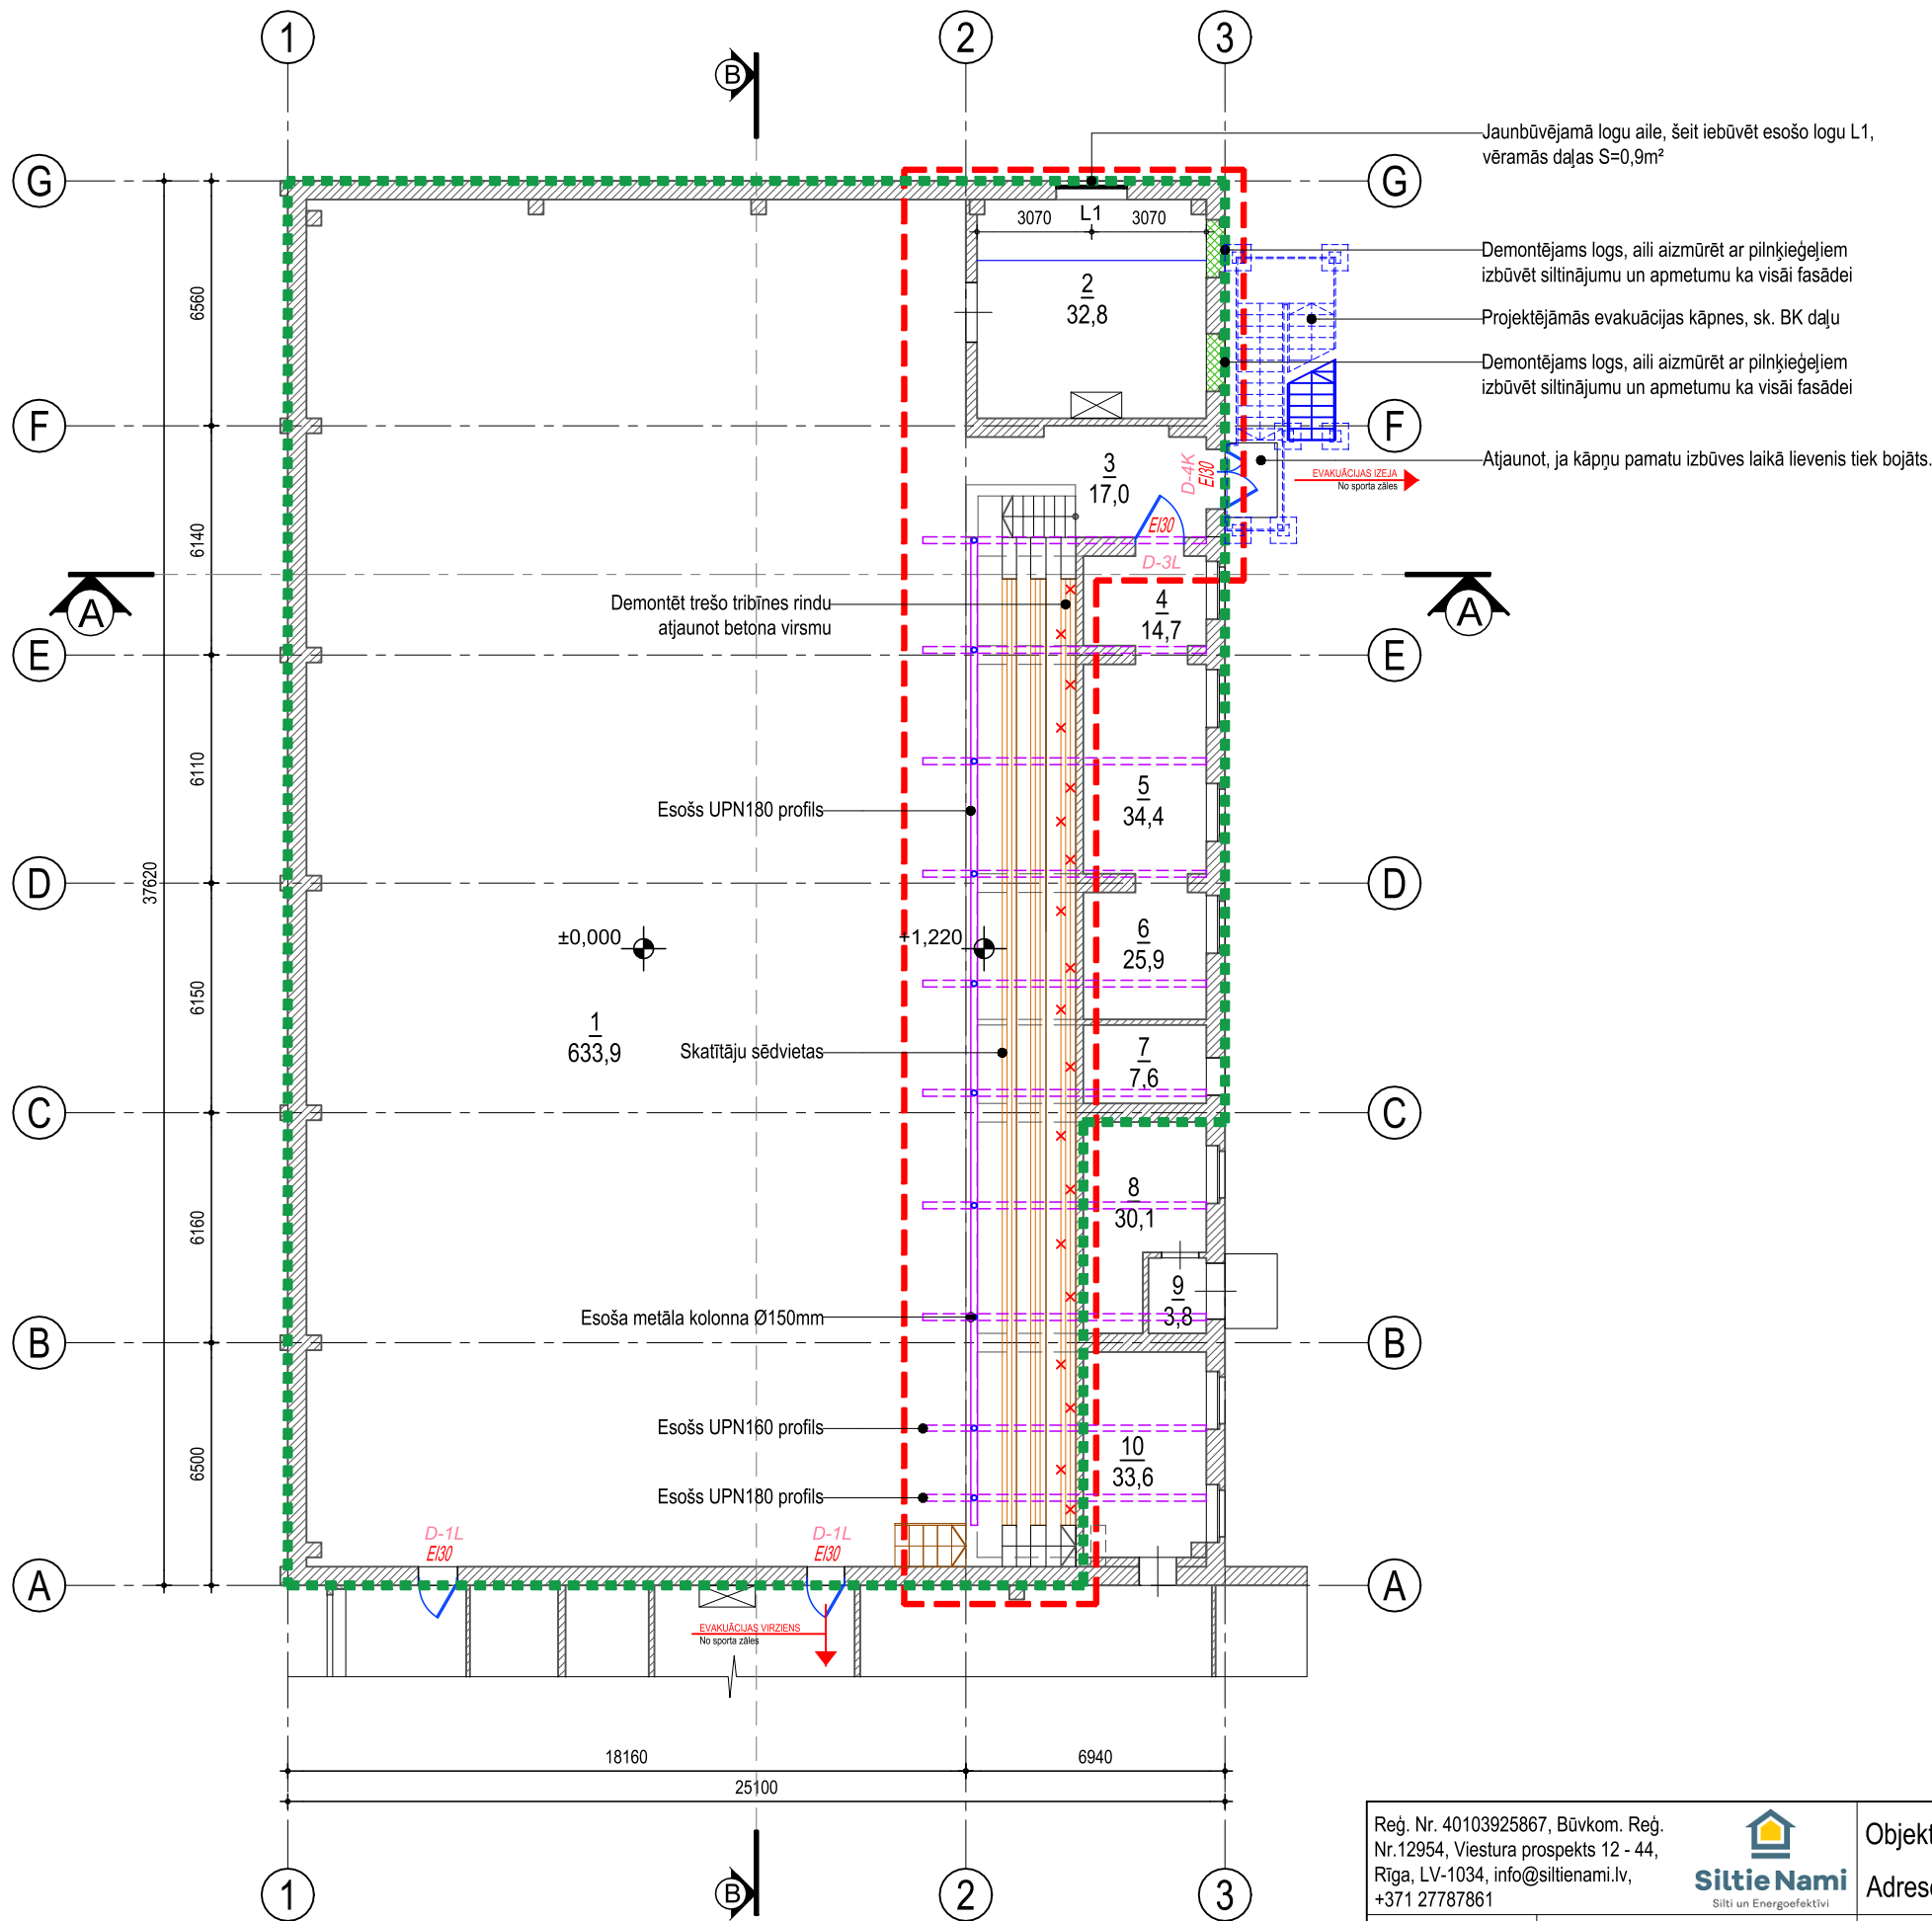 1
2
3
B
Jaunbūvējamā logu aile, šeit iebūvēt esošo logu L1,
vēramās daļas S=0,9m²
G
G
3070
L1
3070
Demontējams logs, aili aizmūrēt ar pilnķieģeļiem
izbūvēt siltinājumu un apmetumu ka visāi fasādei
2
32,8
6560
Projektējāmās evakuācijas kāpnes, sk. BK daļu
Demontējams logs, aili aizmūrēt ar pilnķieģeļiem
izbūvēt siltinājumu un apmetumu ka visāi fasādei
F
F
3
17,0
D-4K
EI30
Atjaunot, ja kāpņu pamatu izbūves laikā lievenis tiek bojāts.
EVAKUĀCIJAS IZEJA
No sporta zāles
EI30
6140
D-3L
A
A
Demontēt trešo tribīnes rindu
atjaunot betona virsmu
4
14,7
E
E
6110
Esošs UPN180 profils
5
34,4
37620
D
D
±0,000
+1,220
6
25,9
6150
1
633,9
Skatītāju sēdvietas
7
7,6
C
C
8
30,1
6160
9
3,8
Esoša metāla kolonna Ø150mm
B
B
Esošs UPN160 profils
10
33,6
6500
Esošs UPN180 profils
D-1L
EI30
D-1L
EI30
A
A
EVAKUĀCIJAS VIRZIENS
No sporta zāles
18160
6940
25100
Reģ. Nr. 40103925867, Būvkom. Reģ.
Nr.12954, Viestura prospekts 12 - 44,
Rīga, LV-1034, info@siltienami.lv,
+371 27787861
Siltie Nami
Silti un Energoefektīvi
1
B
2
3